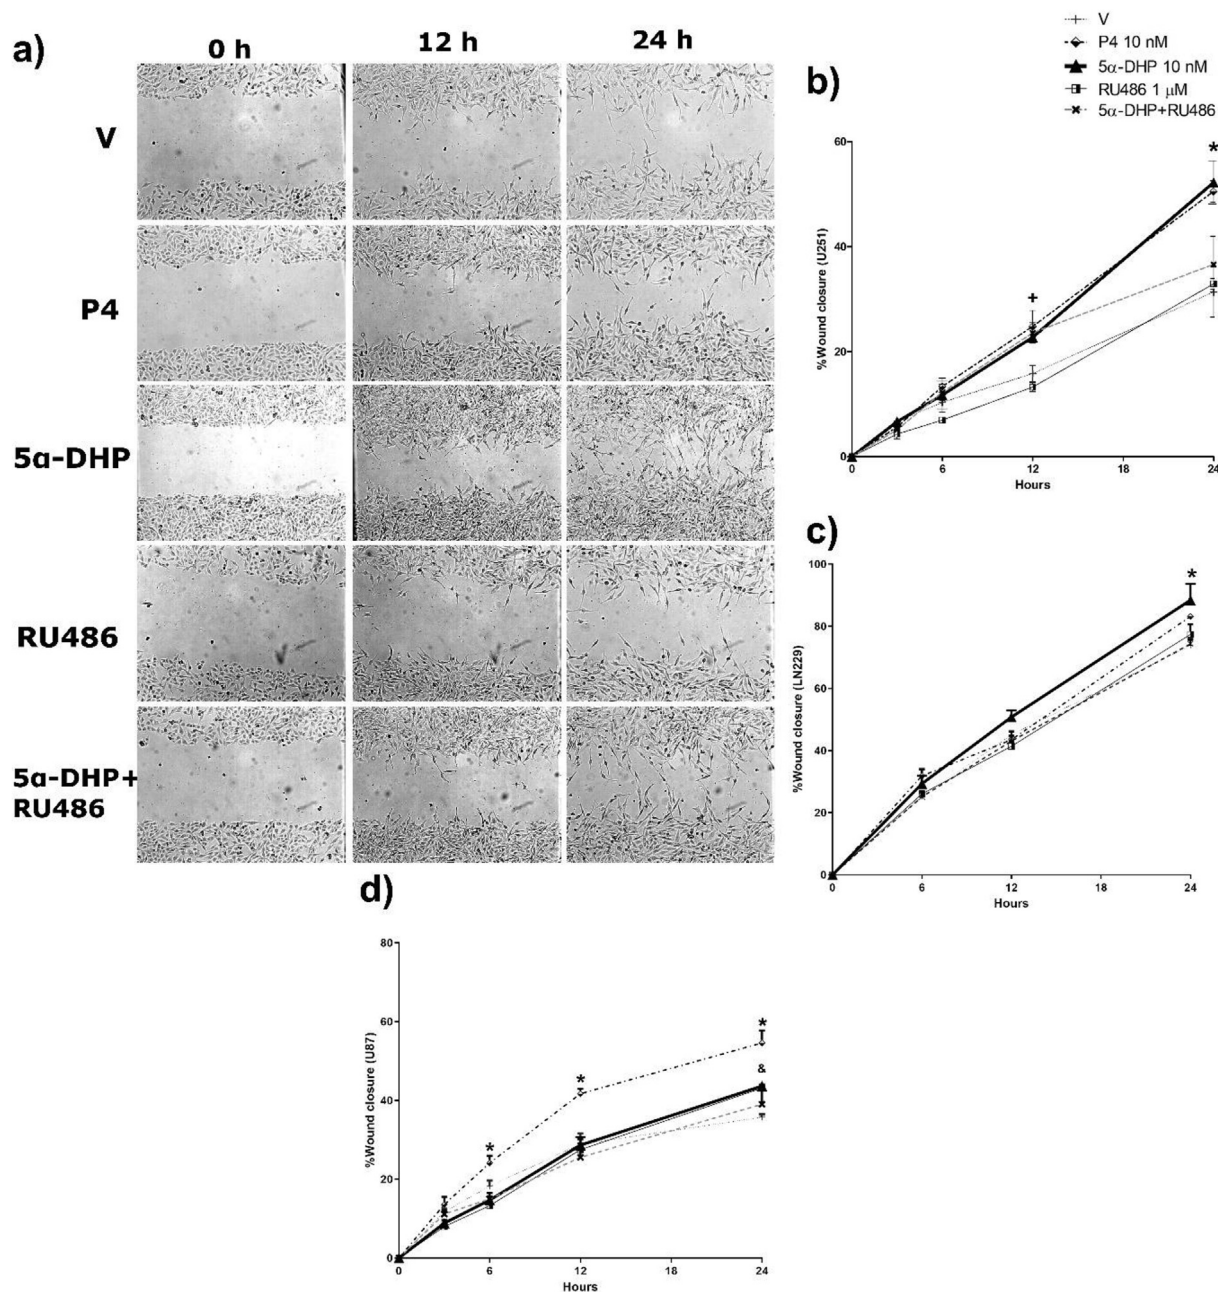 a)
0 h
12 h
24 h
V
P4
5α-DHP
RU486
5α-DHP+
RU486
V
P4 10 nM
5α-DHP 10 nM
RU486 1 μM
5α-DHP+RU486
b)
*
+
60
40
20
0
%Wound closure (U251)
0 6 12 18 24
Hours
c)
*
100
80
60
40
20
0
%Wound closure (LN229)
0 6 12 18 24
Hours
d)
*
*
*
&
80
60
40
20
0
%Wound closure (U87)
0 6 12 18 24
Hours